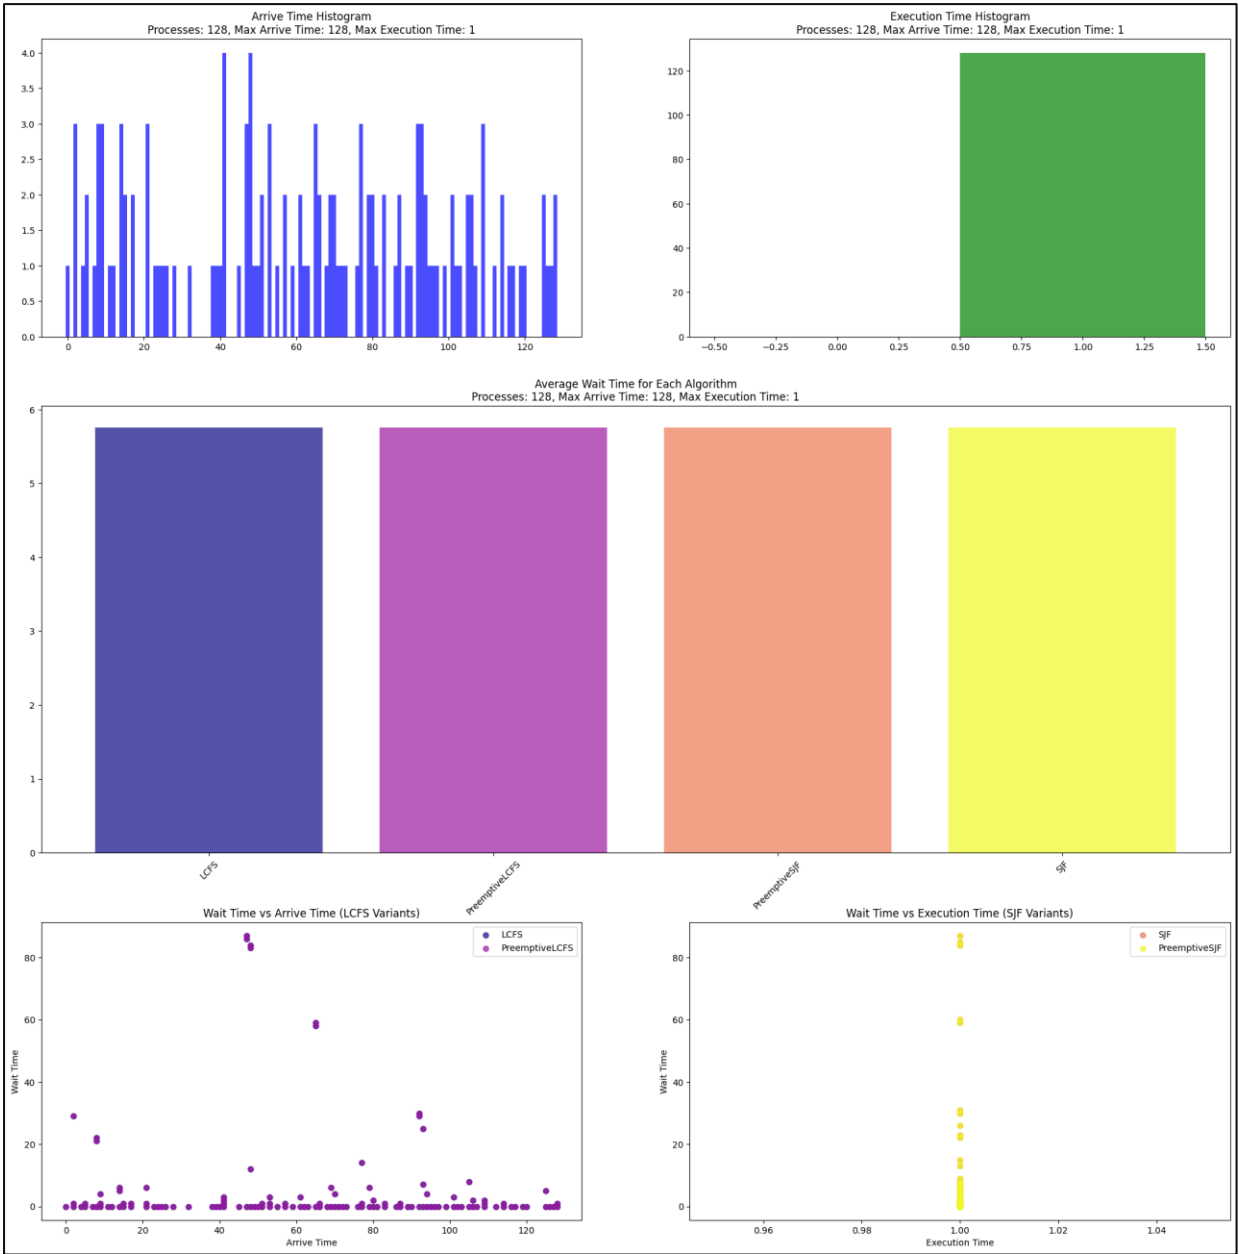 Arrive Time Histogram
Processes: 128, Max Arrive Time: 128, Max Execution Time: 1
4.0
3.5
3.0
2.5
2.0
1.5
1.0
0.5
0.0
0 20 40 60 80 100 120
Execution Time Histogram
Processes: 128, Max Arrive Time: 128, Max Execution Time: 1
120
100
80
60
40
20
0
−0.50 −0.25 0.00 0.25 0.50 0.75 1.00 1.25 1.50
Average Wait Time for Each Algorithm
Processes: 128, Max Arrive Time: 128, Max Execution Time: 1
6
5
4
3
2
1
0
LCFS
PreemptiveLCFS
PreemptiveSJF
SJF
Wait Time vs Arrive Time (LCFS Variants)
LCFS
PreemptiveLCFS
Wait Time
80
60
40
20
0
0 20 40 60 80 100 120
Arrive Time
Wait Time vs Execution Time (SJF Variants)
SJF
PreemptiveSJF
Wait Time
80
60
40
20
0
0.96 0.98 1.00 1.02 1.04
Execution Time